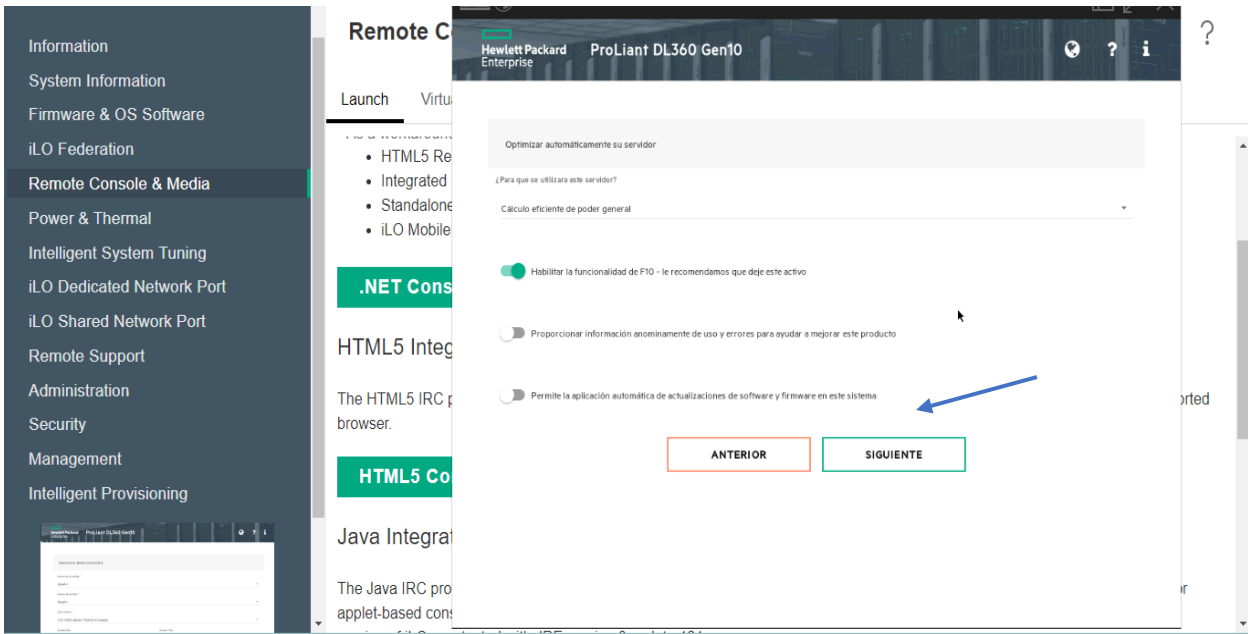 Information
System Information
Firmware & OS Software
iLO Federation
Remote Console & Media
Power & Thermal
Intelligent System Tuning
iLO Dedicated Network Port
iLO Shared Network Port
Remote Support
Administration
Security
Management
Intelligent Provisioning
Hewlett Packard
Enterprise
ProLiant DL360 Gen10
Remote C
?
Launch Virtu
• HTML5 Re
• Integrated
• Standalone
• iLO Mobile
.NET Cons
HTML5 Integ
The HTML5 IRC p
orted
browser.
HTML5 Co
Java Integrat
The Java IRC pro
or
applet-based cons
Hewlett Packard
Enterprise
ProLiant DL360 Gen10
? i
Optimizar automáticamente su servidor
¿Para que se utilizara este servidor?
Cálculo eficiente de poder general
Habilitar la funcionalidad de F10 - le recomendamos que deje este activo
Proporcionar información anominamente de uso y errores para ayudar a mejorar este producto
Permite la aplicación automática de actualizaciones de software y firmware en este sistema
ANTERIOR
SIGUIENTE